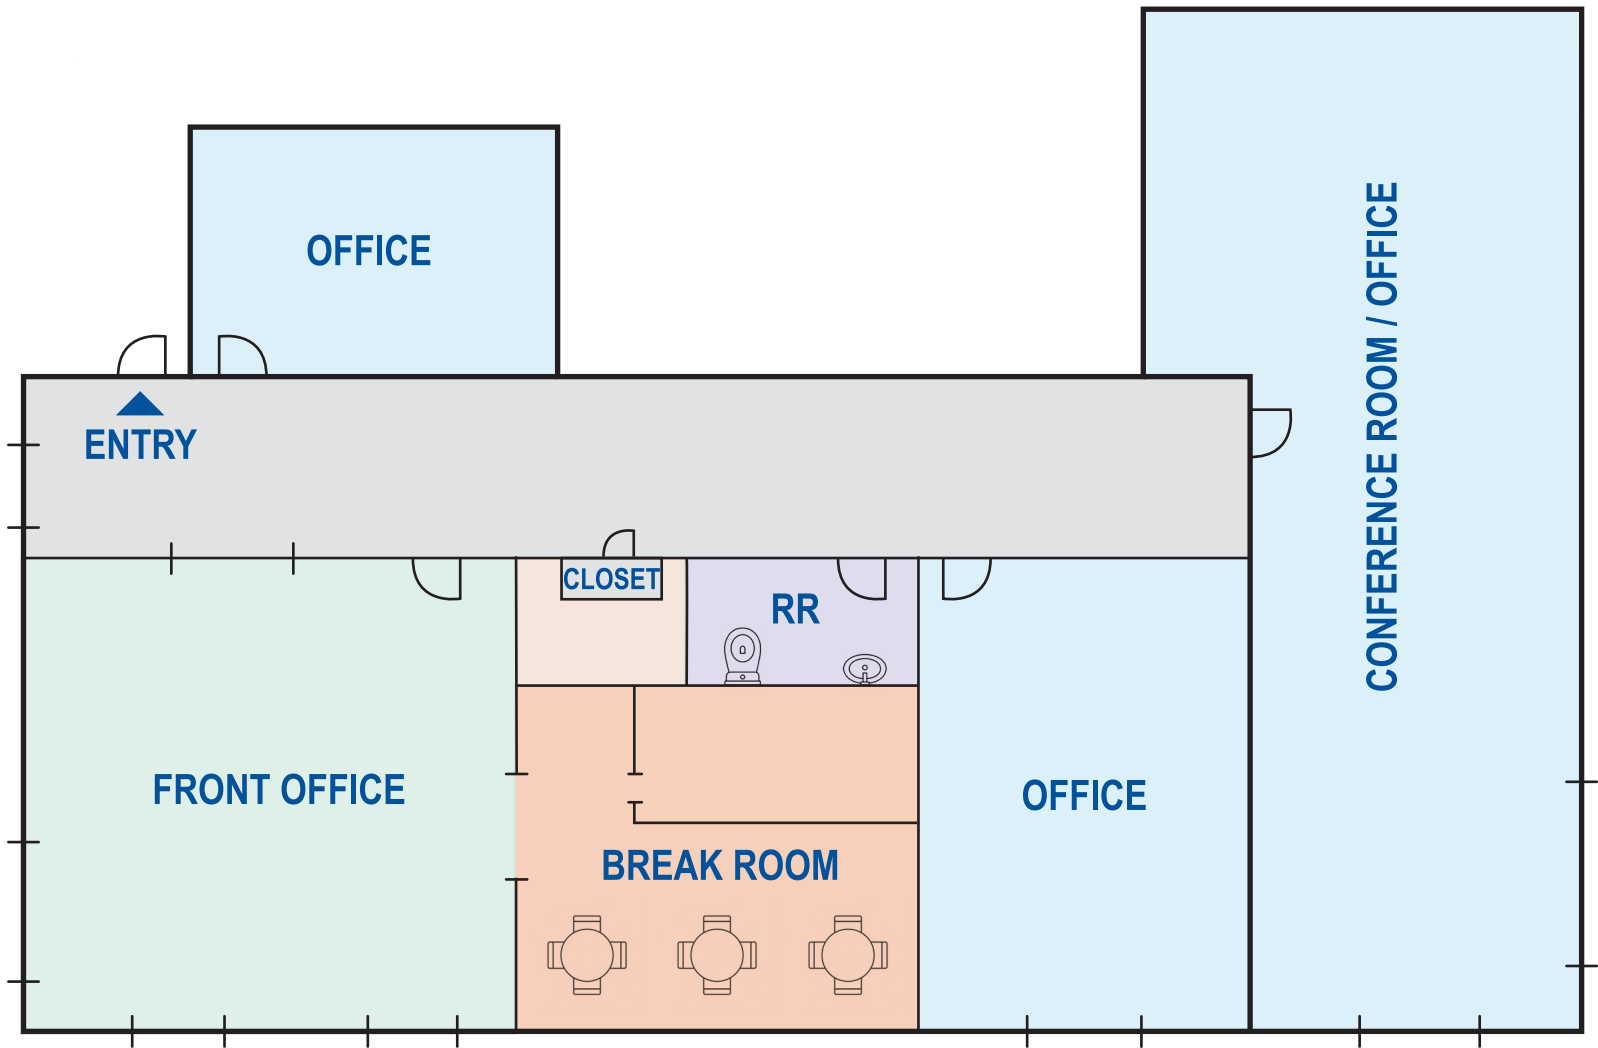 OFFICE
CONFERENCE ROOM / OFFICE
ENTRY
CLOSET
RR
FRONT OFFICE
OFFICE
BREAK ROOM